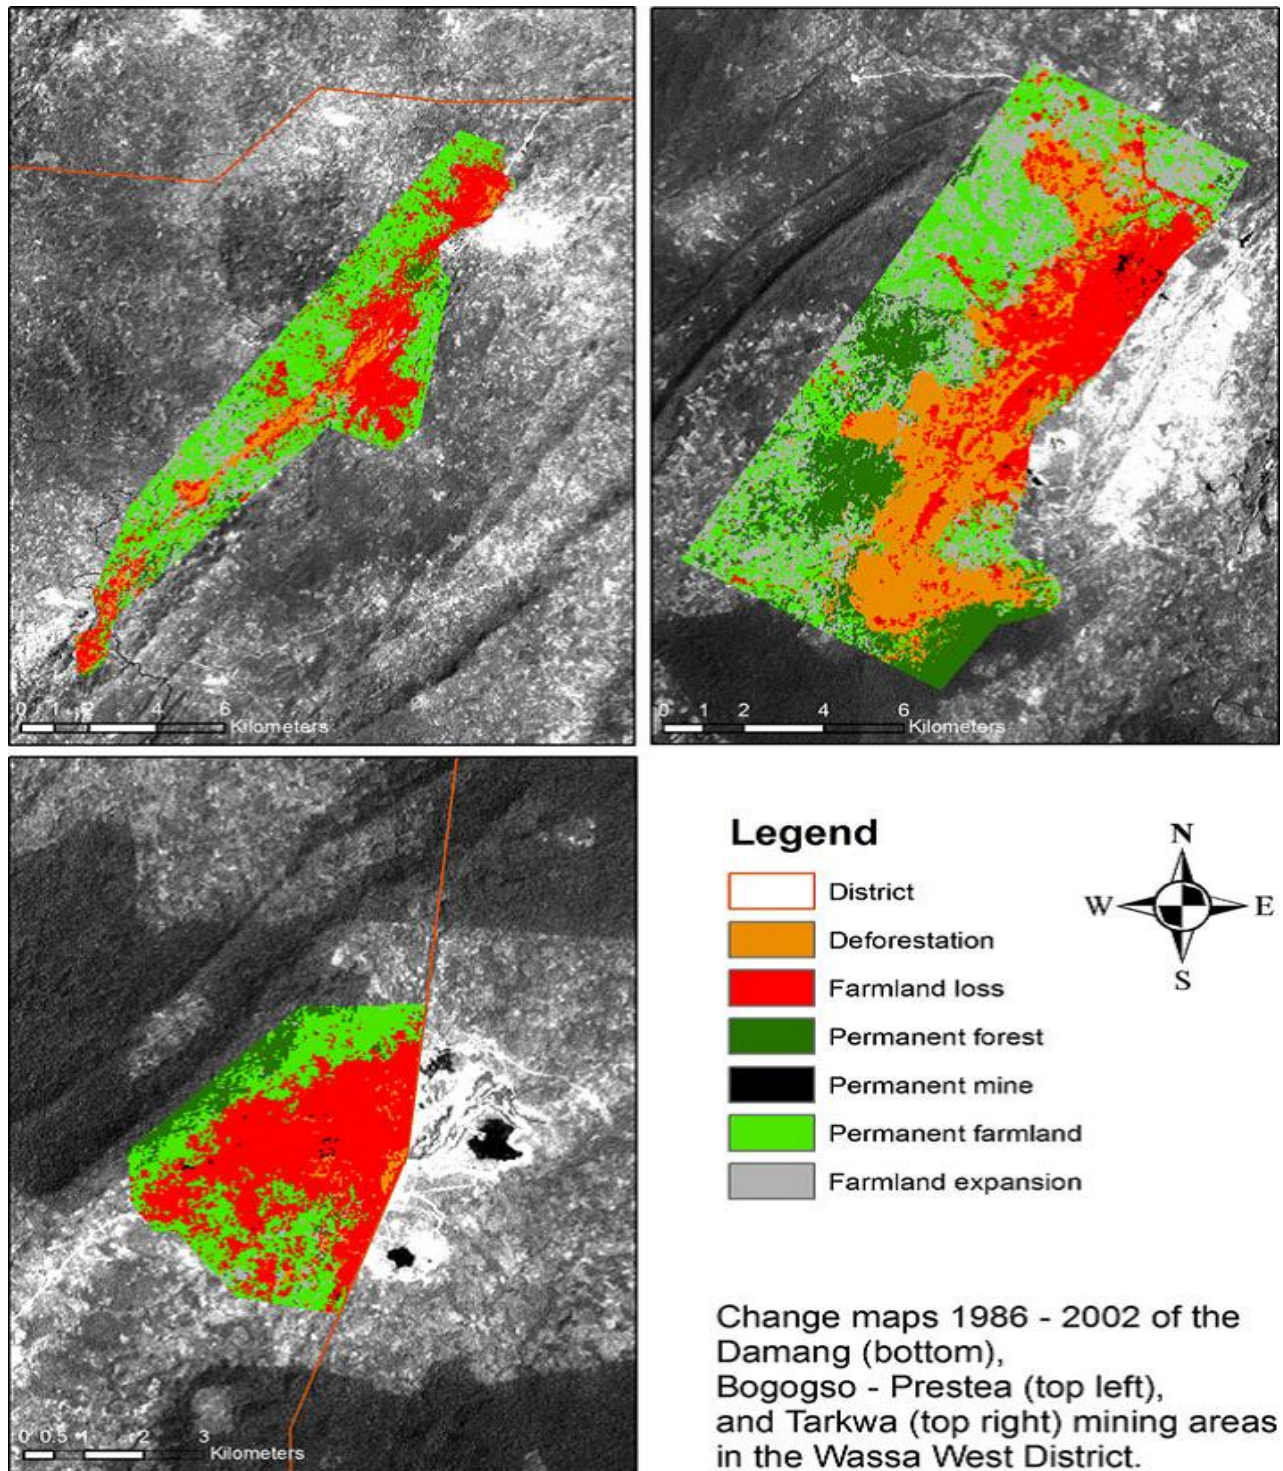 0 1 2 4 6
Kilometers
0 1 2 4 6
Kilometers
0 0.5 1 2 3
Kilometers
Legend
District
Deforestation
Farmland loss
Permanent forest
Permanent mine
Permanent farmland
Farmland expansion
N
W E
S
Change maps 1986 - 2002 of the
Damang (bottom),
Bogogso - Prestea (top left),
and Tarkwa (top right) mining areas
in the Wassa West District.